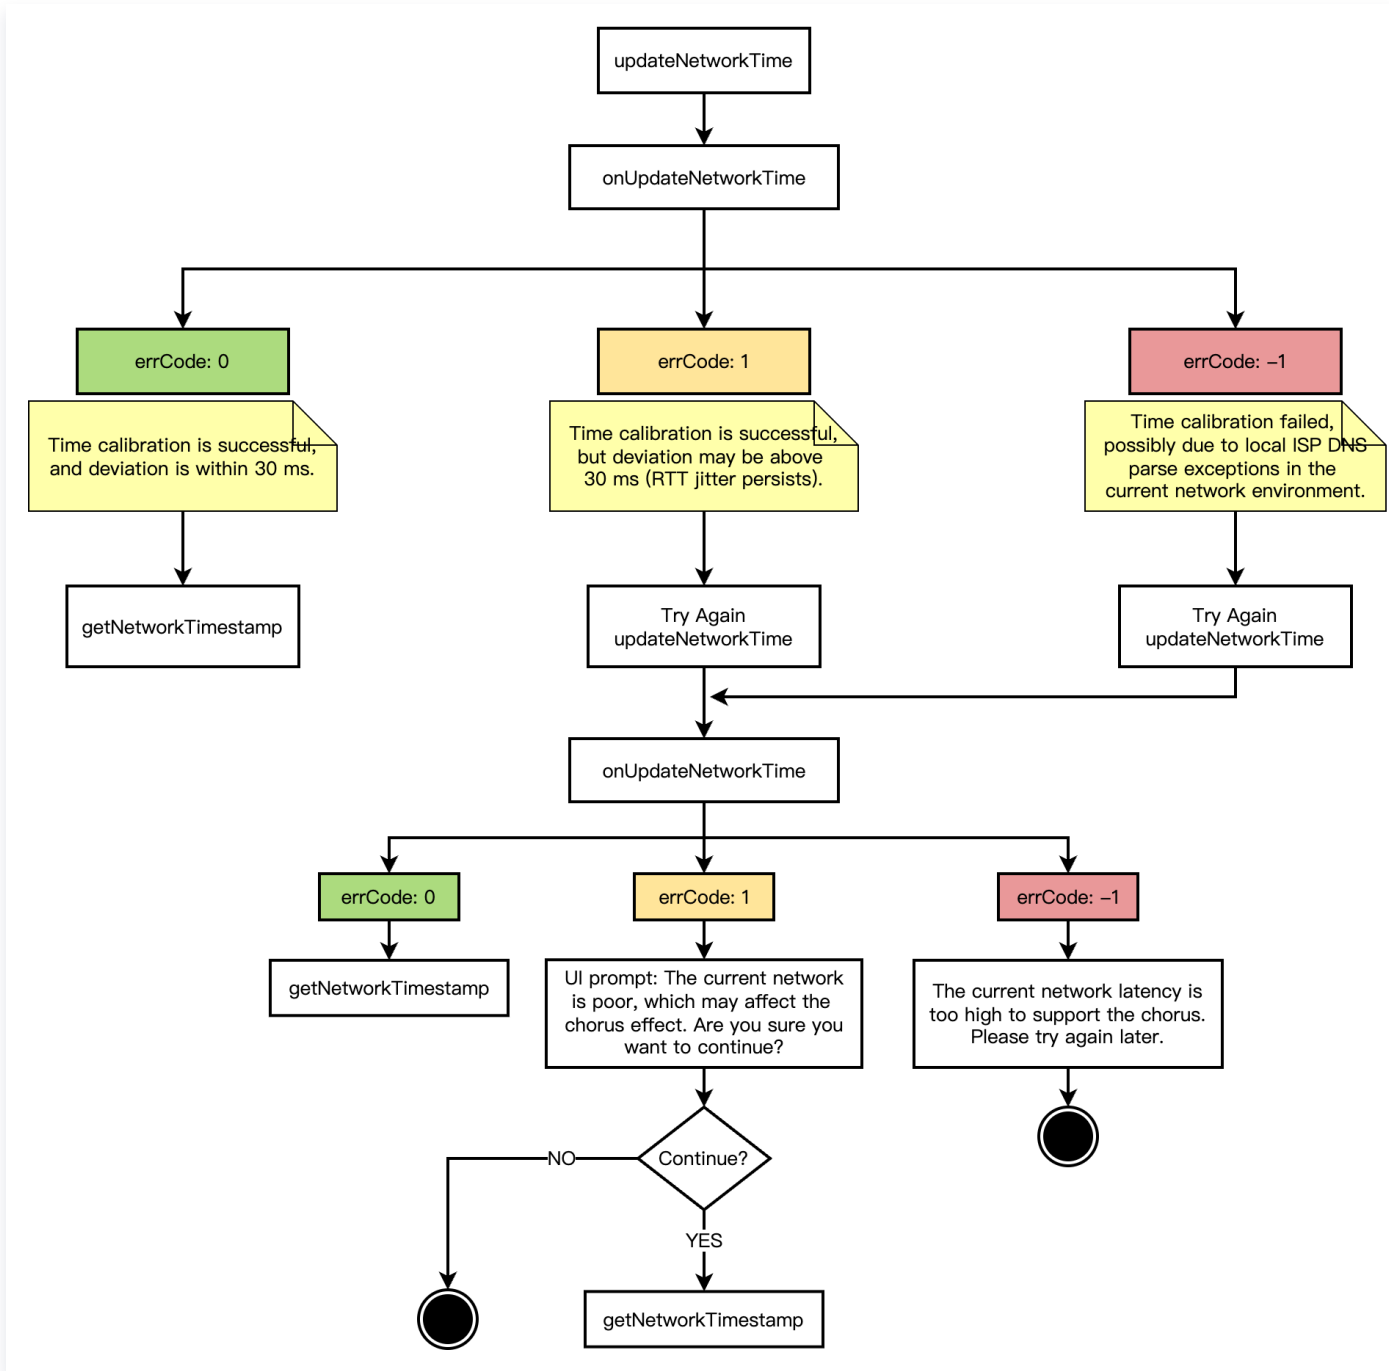 updateNetworkTime
onUpdateNetworkTime
errCode: 0
errCode: 1
errCode: –1
Time calibration is successful,
and deviation is within 30 ms.
Time calibration is successful,
but deviation may be above
30 ms (RTT jitter persists).
Time calibration failed,
possibly due to local ISP DNS
parse exceptions in the
current network environment.
getNetworkTimestamp
Try Again
updateNetworkTime
Try Again
updateNetworkTime
onUpdateNetworkTime
errCode: 0
errCode: 1
errCode: –1
getNetworkTimestamp
UI prompt: The current network
is poor, which may affect the
chorus effect. Are you sure you
want to continue?
The current network latency is
too high to support the chorus.
Please try again later.
NO
Continue?
YES
getNetworkTimestamp